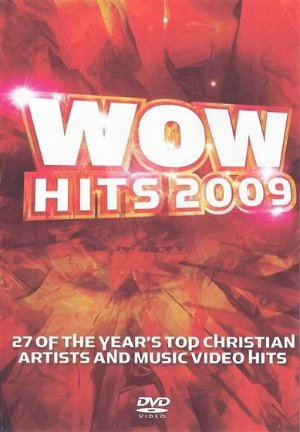 WOW
HITS 2009
27 OF THE YEAR'S TOP CHRISTIAN
ARTISTS AND MUSIC VIDEO HITS
DVD
VIDEO